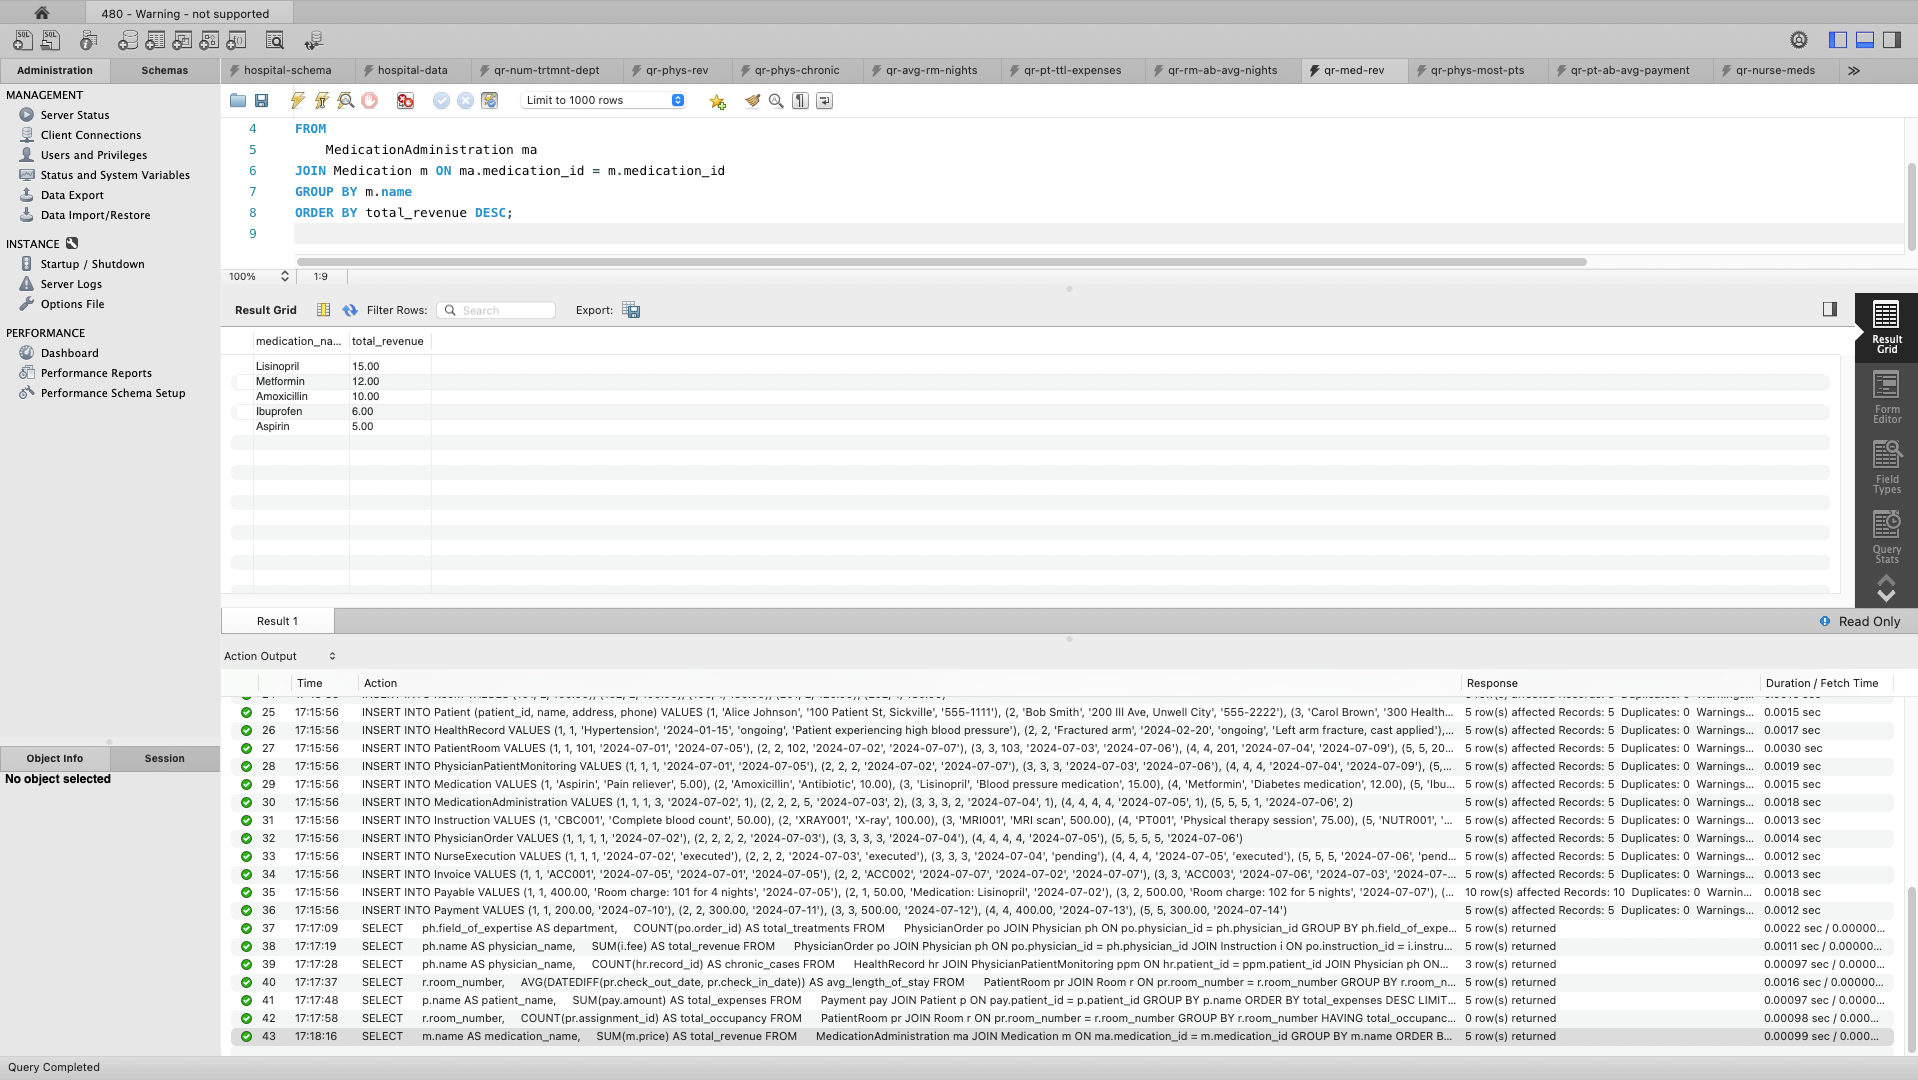 480 - Warning - not supported
Administration
Schemas
hospital-schema
hospital-data
qr-num-trtmnt-dept
qr-phys-rev
qr-phys-chronic
qr-avg-rm-nights
qr-pt-ttl-expenses
qr-rm-ab-avg-nights
qr-med-rev
qr-phys-most-pts
qr-pt-ab-avg-payment
qr-nurse-meds
MANAGEMENT
Server Status
Client Connections
Users and Privileges
Status and System Variables
Data Export
Data Import/Restore
INSTANCE
Startup / Shutdown
Server Logs
Options File
PERFORMANCE
Dashboard
Performance Reports
Performance Schema Setup
Object Info
Session
No object selected
Limit to 1000 rows
4 FROM
5 MedicationAdministration ma
6 JOIN Medication m ON ma.medication_id = m.medication_id
7 GROUP BY m.name
8 ORDER BY total_revenue DESC;
9
100% 1:9
Result Grid Filter Rows: Search Export:
medication_na... total_revenue
Lisinopril 15.00
Metformin 12.00
Amoxicillin 10.00
Ibuprofen 6.00
Aspirin 5.00
Result Grid
Form Editor
Field Types
Query Stats
Result 1
Read Only
Action Output
Time Action Response Duration / Fetch Time
25 17:15:56 INSERT INTO Patient (patient_id, name, address, phone) VALUES (1, 'Alice Johnson', '100 Patient St, Sickville', '555-1111'), (2, 'Bob Smith', '200 Ill Ave, Unwell City', '555-2222'), (3, 'Carol Brown', '300 Health... 5 row(s) affected Records: 5 Duplicates: 0 Warnings... 0.0015 sec
26 17:15:56 INSERT INTO HealthRecord VALUES (1, 1, 'Hypertension', '2024-01-15', 'ongoing', 'Patient experiencing high blood pressure'), (2, 2, 'Fractured arm', '2024-02-20', 'ongoing', 'Left arm fracture, cast applied'),... 5 row(s) affected Records: 5 Duplicates: 0 Warnings... 0.0017 sec
27 17:15:56 INSERT INTO PatientRoom VALUES (1, 1, 101, '2024-07-01', '2024-07-05'), (2, 2, 102, '2024-07-02', '2024-07-07'), (3, 3, 103, '2024-07-03', '2024-07-06'), (4, 4, 201, '2024-07-04', '2024-07-09'), (5, 5, 20... 5 row(s) affected Records: 5 Duplicates: 0 Warnings... 0.0030 sec
28 17:15:56 INSERT INTO PhysicianPatientMonitoring VALUES (1, 1, 1, '2024-07-01', '2024-07-05'), (2, 2, 2, '2024-07-02', '2024-07-07'), (3, 3, 3, '2024-07-03', '2024-07-06'), (4, 4, 4, '2024-07-04', '2024-07-09'), (5,... 5 row(s) affected Records: 5 Duplicates: 0 Warnings... 0.0019 sec
29 17:15:56 INSERT INTO Medication VALUES (1, 'Aspirin', 'Pain reliever', 5.00), (2, 'Amoxicillin', 'Antibiotic', 10.00), (3, 'Lisinopril', 'Blood pressure medication', 15.00), (4, 'Metformin', 'Diabetes medication', 12.00), (5, 'Ibu... 5 row(s) affected Records: 5 Duplicates: 0 Warnings... 0.0015 sec
30 17:15:56 INSERT INTO MedicationAdministration VALUES (1, 1, 1, 3, '2024-07-02', 1), (2, 2, 2, 5, '2024-07-03', 2), (3, 3, 3, 2, '2024-07-04', 1), (4, 4, 4, 4, '2024-07-05', 1), (5, 5, 5, 1, '2024-07-06', 2) 5 row(s) affected Records: 5 Duplicates: 0 Warnings... 0.0018 sec
31 17:15:56 INSERT INTO Instruction VALUES (1, 'CBC001', 'Complete blood count', 50.00), (2, 'XRAY001', 'X-ray', 100.00), (3, 'MRI001', 'MRI scan', 500.00), (4, 'PT001', 'Physical therapy session', 75.00), (5, 'NUTR001', '... 5 row(s) affected Records: 5 Duplicates: 0 Warnings... 0.0013 sec
32 17:15:56 INSERT INTO PhysicianOrder VALUES (1, 1, 1, 1, '2024-07-02'), (2, 2, 2, 2, '2024-07-03'), (3, 3, 3, 3, '2024-07-04'), (4, 4, 4, 4, '2024-07-05'), (5, 5, 5, 5, '2024-07-06') 5 row(s) affected Records: 5 Duplicates: 0 Warnings... 0.0014 sec
33 17:15:56 INSERT INTO NurseExecution VALUES (1, 1, 1, '2024-07-02', 'executed'), (2, 2, 2, '2024-07-03', 'executed'), (3, 3, 3, '2024-07-04', 'pending'), (4, 4, 4, '2024-07-05', 'executed'), (5, 5, 5, '2024-07-06', 'pend... 5 row(s) affected Records: 5 Duplicates: 0 Warnings... 0.0012 sec
34 17:15:56 INSERT INTO Invoice VALUES (1, 1, 'ACC001', '2024-07-05', '2024-07-01', '2024-07-05'), (2, 2, 'ACC002', '2024-07-07', '2024-07-02', '2024-07-07'), (3, 3, 'ACC003', '2024-07-06', '2024-07-03', '2024-07-... 5 row(s) affected Records: 5 Duplicates: 0 Warnings... 0.0013 sec
35 17:15:56 INSERT INTO Payable VALUES (1, 1, 400.00, 'Room charge: 101 for 4 nights', '2024-07-05'), (2, 1, 50.00, 'Medication: Lisinopril', '2024-07-02'), (3, 2, 500.00, 'Room charge: 102 for 5 nights', '2024-07-07'), (... 10 row(s) affected Records: 10 Duplicates: 0 Warnin... 0.0018 sec
36 17:15:56 INSERT INTO Payment VALUES (1, 1, 200.00, '2024-07-10'), (2, 2, 300.00, '2024-07-11'), (3, 3, 500.00, '2024-07-12'), (4, 4, 400.00, '2024-07-13'), (5, 5, 300.00, '2024-07-14') 5 row(s) affected Records: 5 Duplicates: 0 Warnings... 0.0012 sec
37 17:17:09 SELECT ph.field_of_expertise AS department, COUNT(po.order_id) AS total_treatments FROM PhysicianOrder po JOIN Physician ph ON po.physician_id = ph.physician_id GROUP BY ph.field_of_expe... 5 row(s) returned 0.0022 sec / 0.00000...
38 17:17:19 SELECT ph.name AS physician_name, SUM(i.fee) AS total_revenue FROM PhysicianOrder po JOIN Physician ph ON po.physician_id = ph.physician_id JOIN Instruction i ON po.instruction_id = i.instru... 5 row(s) returned 0.0011 sec / 0.00000...
39 17:17:28 SELECT ph.name AS physician_name, COUNT(hr.record_id) AS chronic_cases FROM HealthRecord hr JOIN PhysicianPatientMonitoring ppm ON hr.patient_id = ppm.patient_id JOIN Physician ph ON... 3 row(s) returned 0.00097 sec / 0.0000...
40 17:17:37 SELECT r.room_number, AVG(DATEDIFF(pr.check_out_date, pr.check_in_date)) AS avg_length_of_stay FROM PatientRoom pr JOIN Room r ON pr.room_number = r.room_number GROUP BY r.room_n... 5 row(s) returned 0.0016 sec / 0.00000...
41 17:17:48 SELECT p.name AS patient_name, SUM(pay.amount) AS total_expenses FROM Payment pay JOIN Patient p ON pay.patient_id = p.patient_id GROUP BY p.name ORDER BY total_expenses DESC LIMIT... 5 row(s) returned 0.00097 sec / 0.0000...
42 17:17:58 SELECT r.room_number, COUNT(pr.assignment_id) AS total_occupancy FROM PatientRoom pr JOIN Room r ON pr.room_number = r.room_number GROUP BY r.room_number HAVING total_occupanc... 0 row(s) returned 0.00098 sec / 0.0000...
43 17:18:16 SELECT m.name AS medication_name, SUM(m.price) AS total_revenue FROM MedicationAdministration ma JOIN Medication m ON ma.medication_id = m.medication_id GROUP BY m.name ORDER B... 5 row(s) returned 0.00099 sec / 0.000...
Query Completed